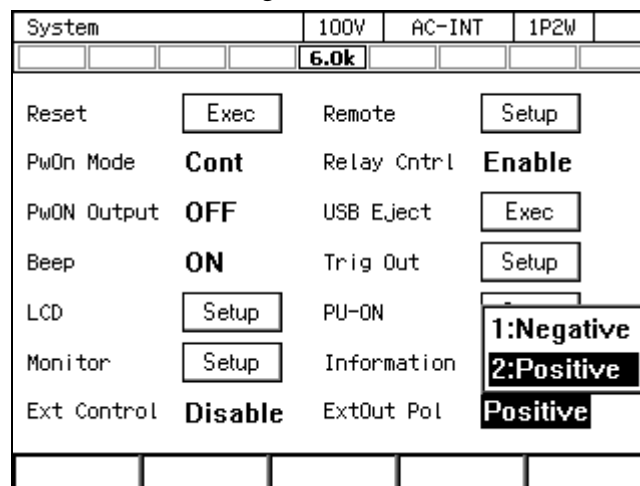 System 100V AC-INT 1P2W
6.0k
Reset Exec Remote Setup
PwOn Mode Cont Relay Cntrl Enable
PwON Output OFF USB Eject Exec
Beep ON Trig Out Setup
LCD Setup PU-ON
1:Negative
Monitor Setup Information 2:Positive
Ext Control Disable ExtOut Pol Positive